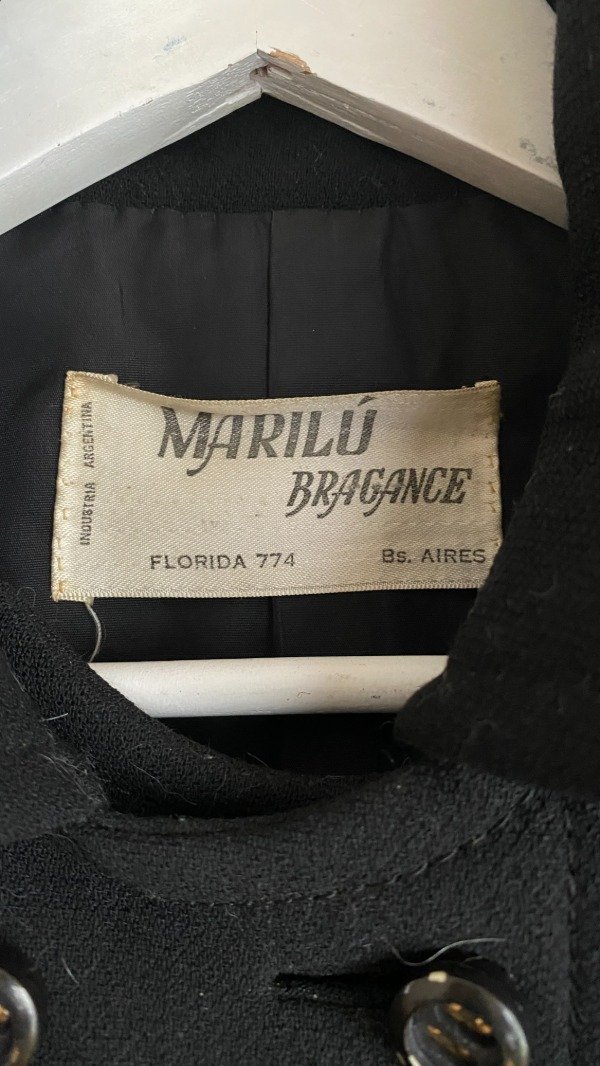 MARILÚ
BRAGANCE
FLORIDA 774 Bs. AIRES
INDUSTRIA ARGENTINA